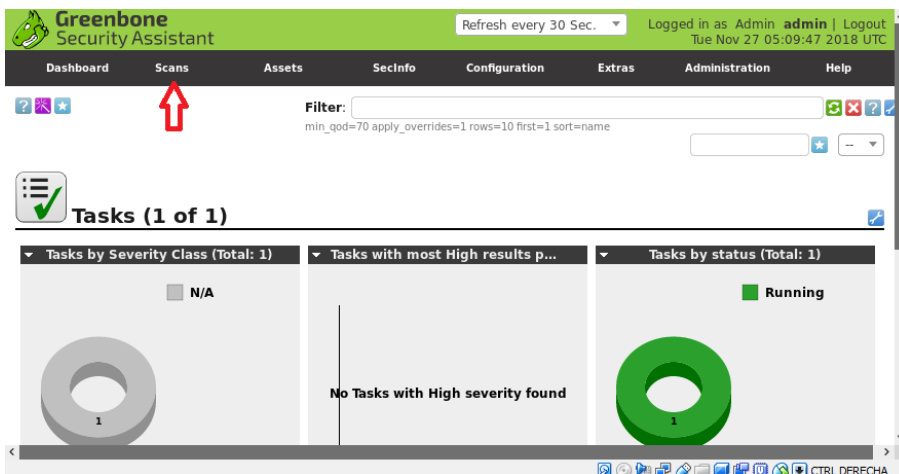 Greenbone
Security Assistant
Refresh every 30 Sec.
Logged in as Admin admin | Logout
Tue Nov 27 05:09:47 2018 UTC
Dashboard Scans Assets SecInfo Configuration Extras Administration Help
Filter:
min_qod=70 apply_overrides=1 rows=10 first=1 sort=name
--
Tasks (1 of 1)
Tasks by Severity Class (Total: 1)
N/A
1
Tasks with most High results p...
No Tasks with High severity found
Tasks by status (Total: 1)
Running
1
CTRL DERECHA